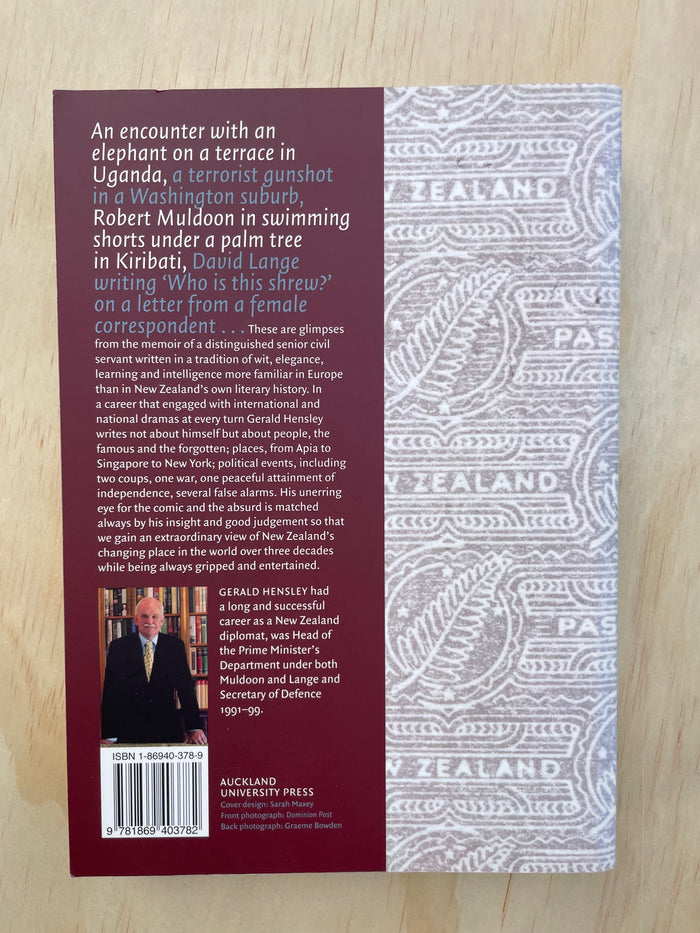 An encounter with an
elephant on a terrace in
Uganda, a terrorist gunshot
in a Washington suburb,
Robert Muldoon in swimming
shorts under a palm tree
in Kiribati, David Lange
writing ‘Who is this shrew?’
on a letter from a female
correspondent . . . These are glimpses
from the memoir of a distinguished senior civil
servant written in a tradition of wit, elegance,
learning and intelligence more familiar in Europe
than in New Zealand’s own literary history. In
a career that engaged with international and
national dramas at every turn Gerald Hensley
writes not about himself but about people, the
famous and the forgotten; places, from Apia to
Singapore to New York; political events, including
two coups, one war, one peaceful attainment of
independence, several false alarms. His unerring
eye for the comic and the absurd is matched
always by his insight and good judgement so that
we gain an extraordinary view of New Zealand’s
changing place in the world over three decades
while being always gripped and entertained.
GERALD HENSLEY had
a long and successful
career as a New Zealand
diplomat, was Head of
the Prime Minister’s
Department under both
Muldoon and Lange and
Secretary of Defence
1991–99.
ISBN 1-86940-378-9
9 781869 403782
AUCKLAND
UNIVERSITY PRESS
Cover design: Sarah Maxey
Front photograph: Dominion Post
Back photograph: Graeme Bowden
W ZEALAND
PAS
W ZEALAND
PAS
W ZEALAND